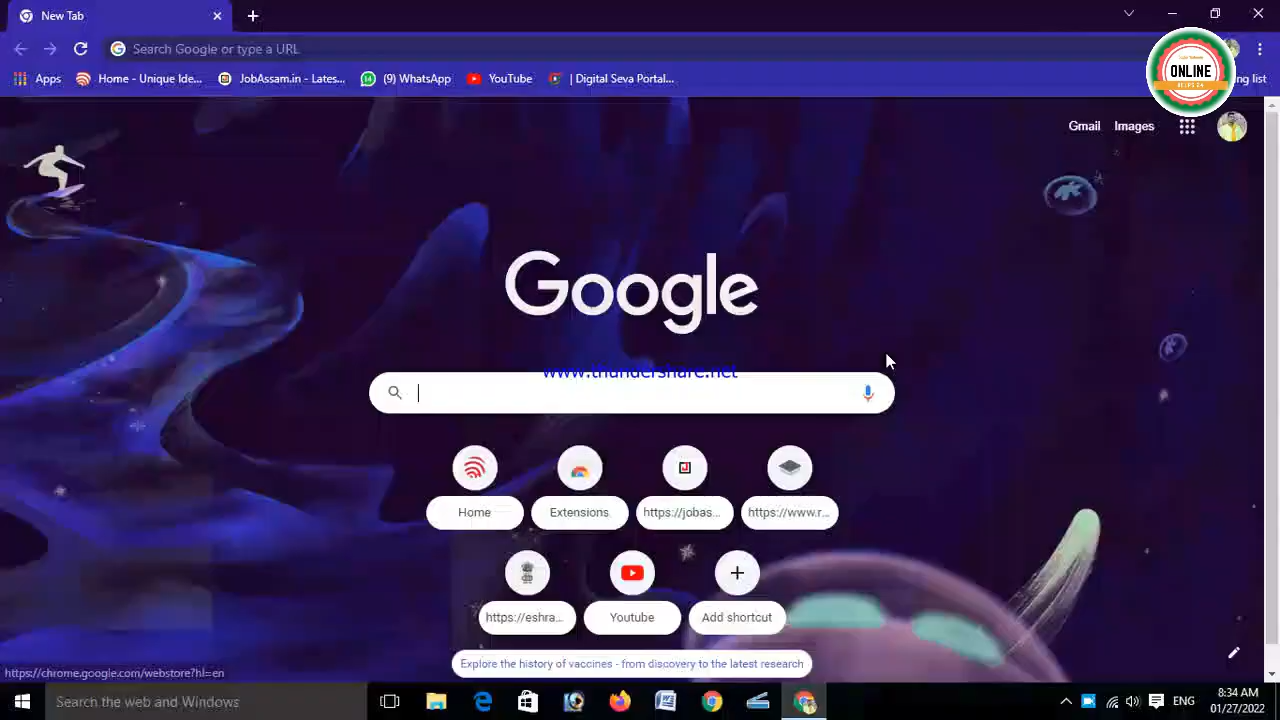 New Tab
Search Google or type a URL
Apps
Home - Unique Ide...
JobAssam.in - Lates...
(9) WhatsApp
YouTube
| Digital Seva Portal...
ng list
ONLINE
Gmail
Images
Google
www.thundershare.net
Home
Extensions
https://jobas...
https://www.r...
https://eshra...
Youtube
Add shortcut
Explore the history of vaccines - from discovery to the latest research
https://chrome.google.com/webstore?hl=en
Search the web and Windows
ENG
8:34 AM
01/27/2022